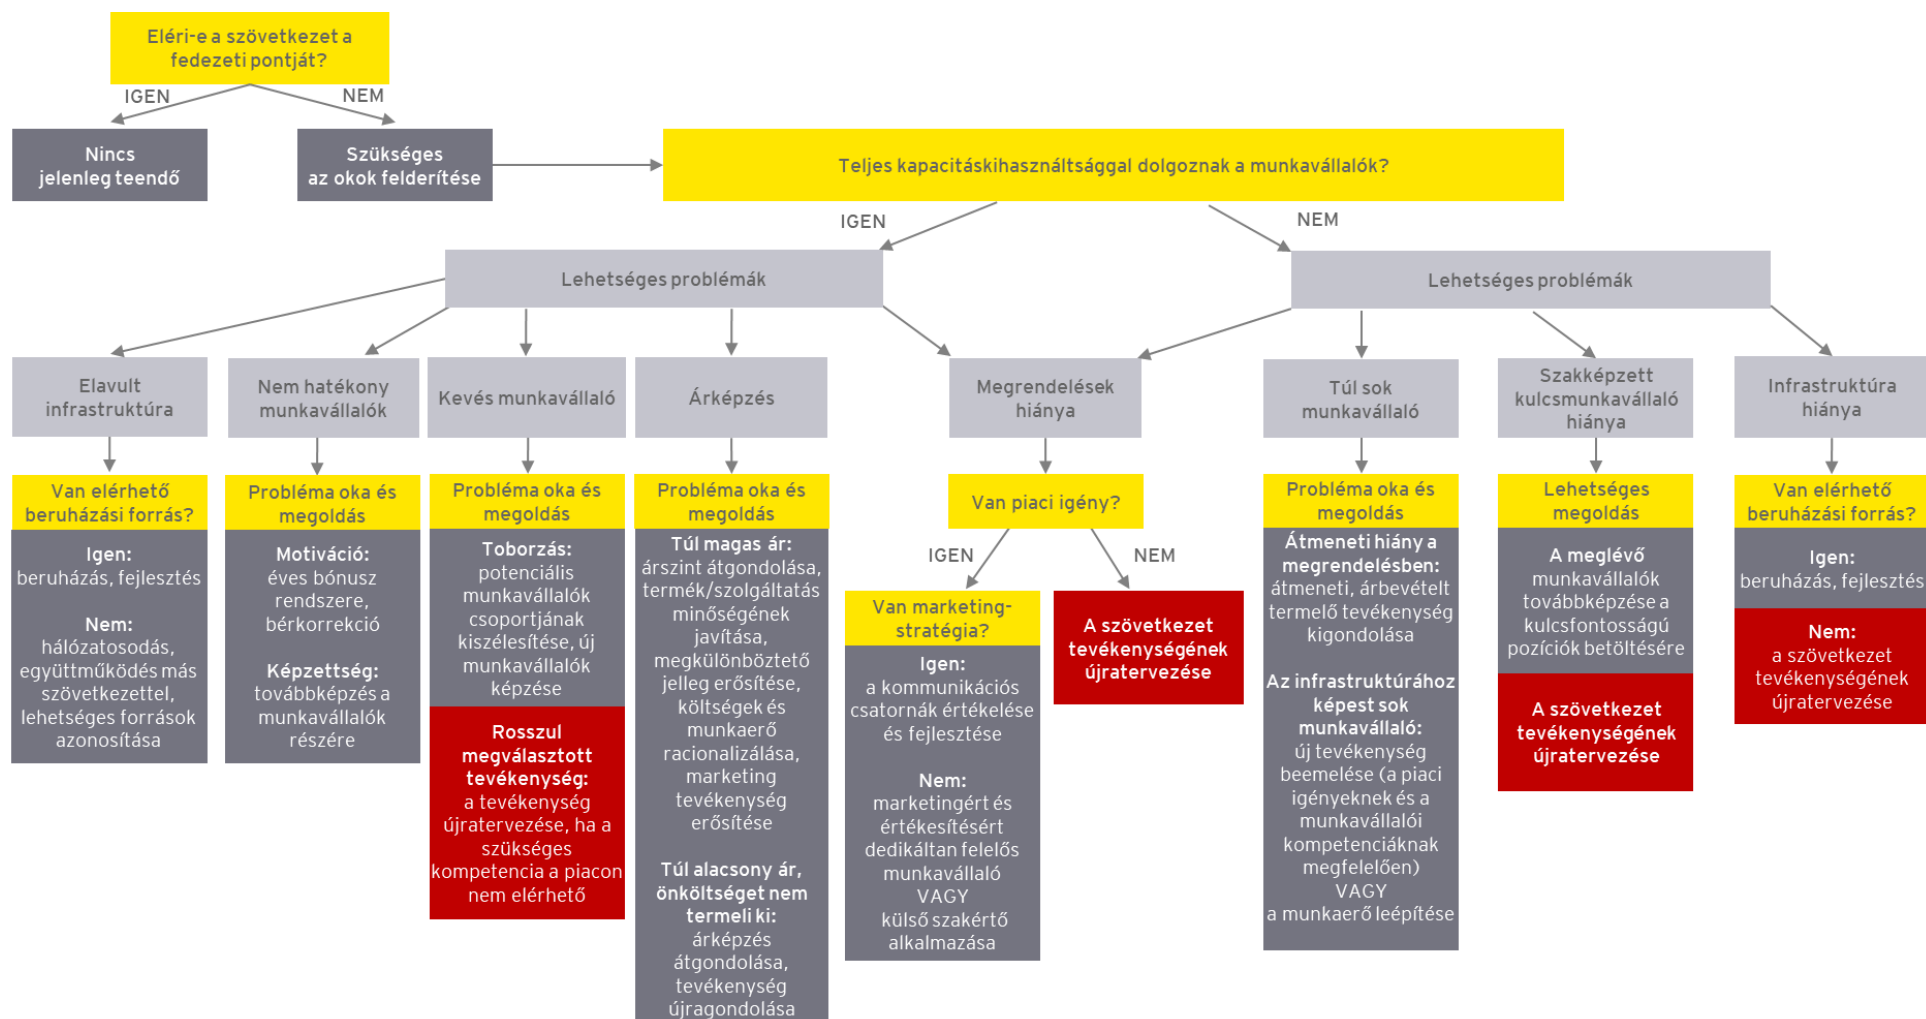 Eléri-e a szövetkezet a
fedezeti pontját?
IGEN
NEM
Nincs
jelenleg teendő
Szükséges
az okok felderítése
Teljes kapacitáskihasználtsággal dolgoznak a munkavállalók?
IGEN
NEM
Lehetséges problémák
Lehetséges problémák
Elavult
infrastruktúra
Nem hatékony
munkavállalók
Kevés munkavállaló
Árképzés
Megrendelések
hiánya
Túl sok
munkavállaló
Szakképzett
kulcsmunkavállaló
hiánya
Infrastruktúra
hiánya
Van elérhető
beruházási forrás?
Igen:
beruházás, fejlesztés
Nem:
hálózatosodás,
együttműködés más
szövetkezettel,
lehetséges források
azonosítása
Probléma oka és
megoldás
Motiváció:
éves bónusz
rendszere,
bérkorrekció
Képzettség:
továbbképzés a
munkavállalók
részére
Probléma oka és
megoldás
Toborzás:
potenciális
munkavállalók
csoportjának
kiszélesítése, új
munkavállalók
képzése
Rosszul
megválasztott
tevékenység:
a tevékenység
újratervezése, ha a
szükséges
kompetencia a piacon
nem elérhető
Probléma oka és
megoldás
Túl magas ár:
árszint átgondolása,
termék/szolgáltatás
minőségének
javítása,
megkülönböztető
jelleg erősítése,
költségek és
munkaerő
racionalizálása,
marketing
tevékenység
erősítése
Túl alacsony ár,
önköltséget nem
termeli ki:
árképzés
átgondolása,
tevékenység
újragondolása
Van piaci igény?
IGEN
NEM
Van marketing-
stratégia?
Igen:
a kommunikációs
csatornák értékelése
és fejlesztése
Nem:
marketingért és
értékesítésért
dedikáltan felelős
munkavállaló
VAGY
külső szakértő
alkalmazása
A szövetkezet
tevékenységének
újratervezése
Probléma oka és
megoldás
Átmeneti hiány a
megrendelésben:
átmeneti, árbevételt
termelő tevékenység
kigondolása
Az infrastruktúrához
képest sok
munkavállaló:
új tevékenység
beemelése (a piaci
igényeknek és a
munkavállalói
kompetenciáknak
megfelelően)
VAGY
a munkaerő leépítése
Lehetséges
megoldás
A meglévő
munkavállalók
továbbképzése a
kulcsfontosságú
pozíciók betöltésére
A szövetkezet
tevékenységének
újratervezése
Van elérhető
beruházási forrás?
Igen:
beruházás, fejlesztés
Nem:
a szövetkezet
tevékenységének
újratervezése